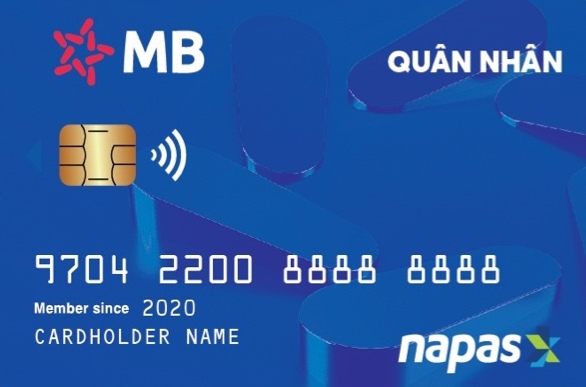 MB
QUÂN NHÂN
9704 2200 8888 8888
Member since 2020
CARDHOLDER NAME
napas